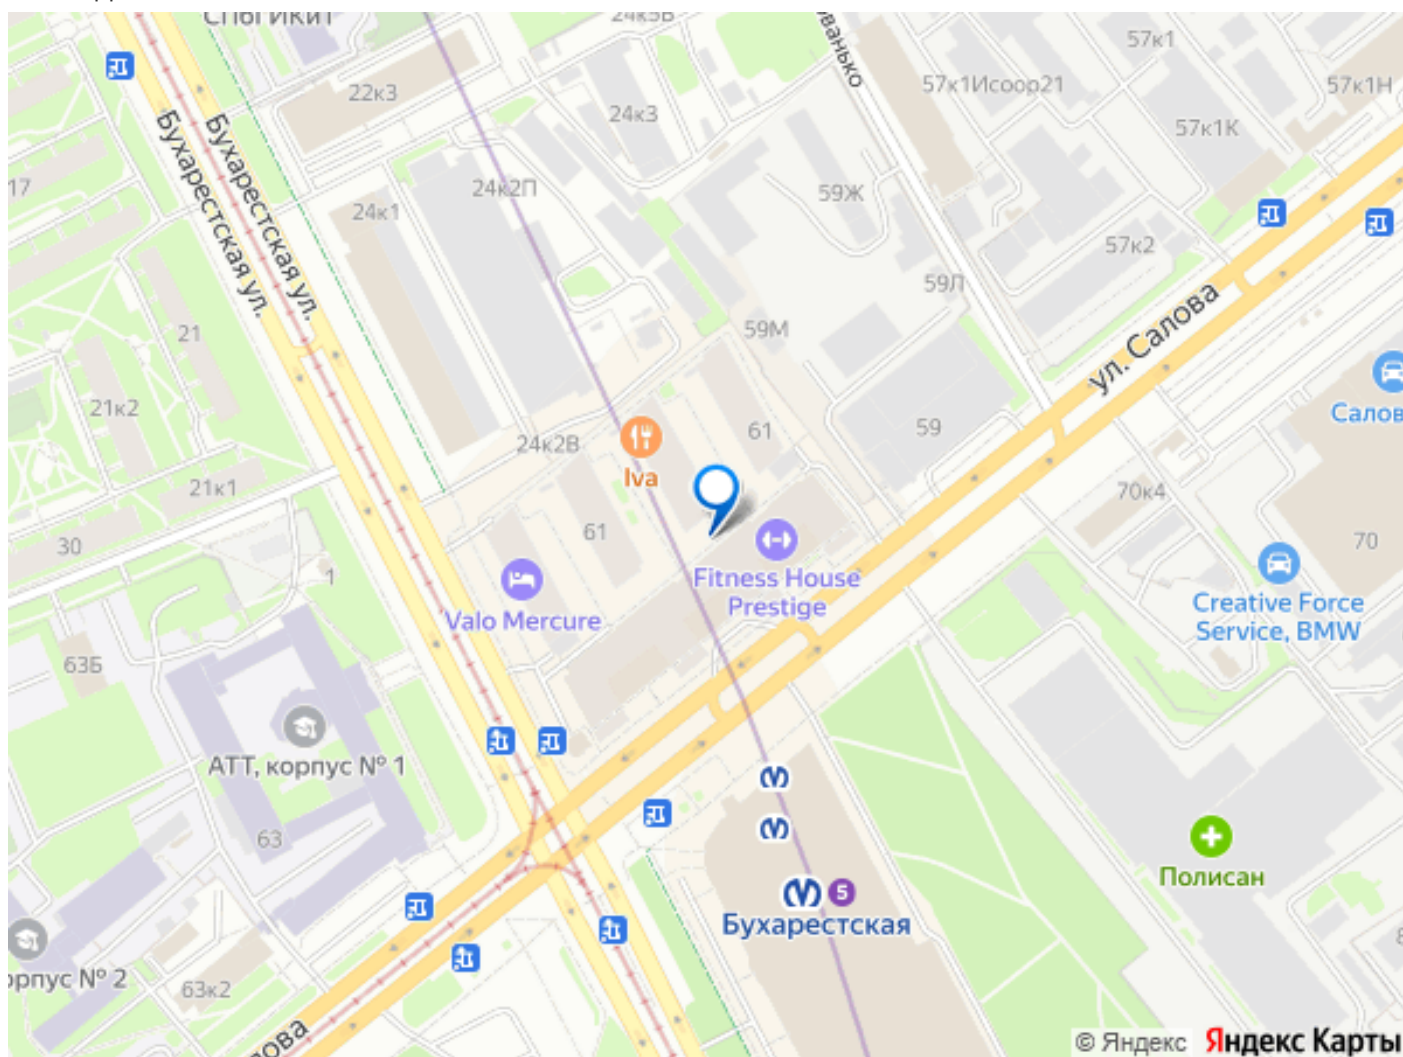 СПбГИКиТ
24к5В
57к1
22к3
24к3
57к1Исоор21
57к1Н
57к1К
Бухарестская ул.
Бухарестская ул.
17
24к1
24к2П
59Ж
57к2
59Л
ул. Салова
21
59М
21к2
Салов
61
59
24к2В
Iva
21к1
70к4
30
61
70
1
Valo Mercure
Fitness House
Prestige
Creative Force
Service, BMW
63Б
АТТ, корпус № 1
63
Полисан
5
Бухарестская
орпус № 2
63к2
лова
© Яндекс
Яндекс Карты